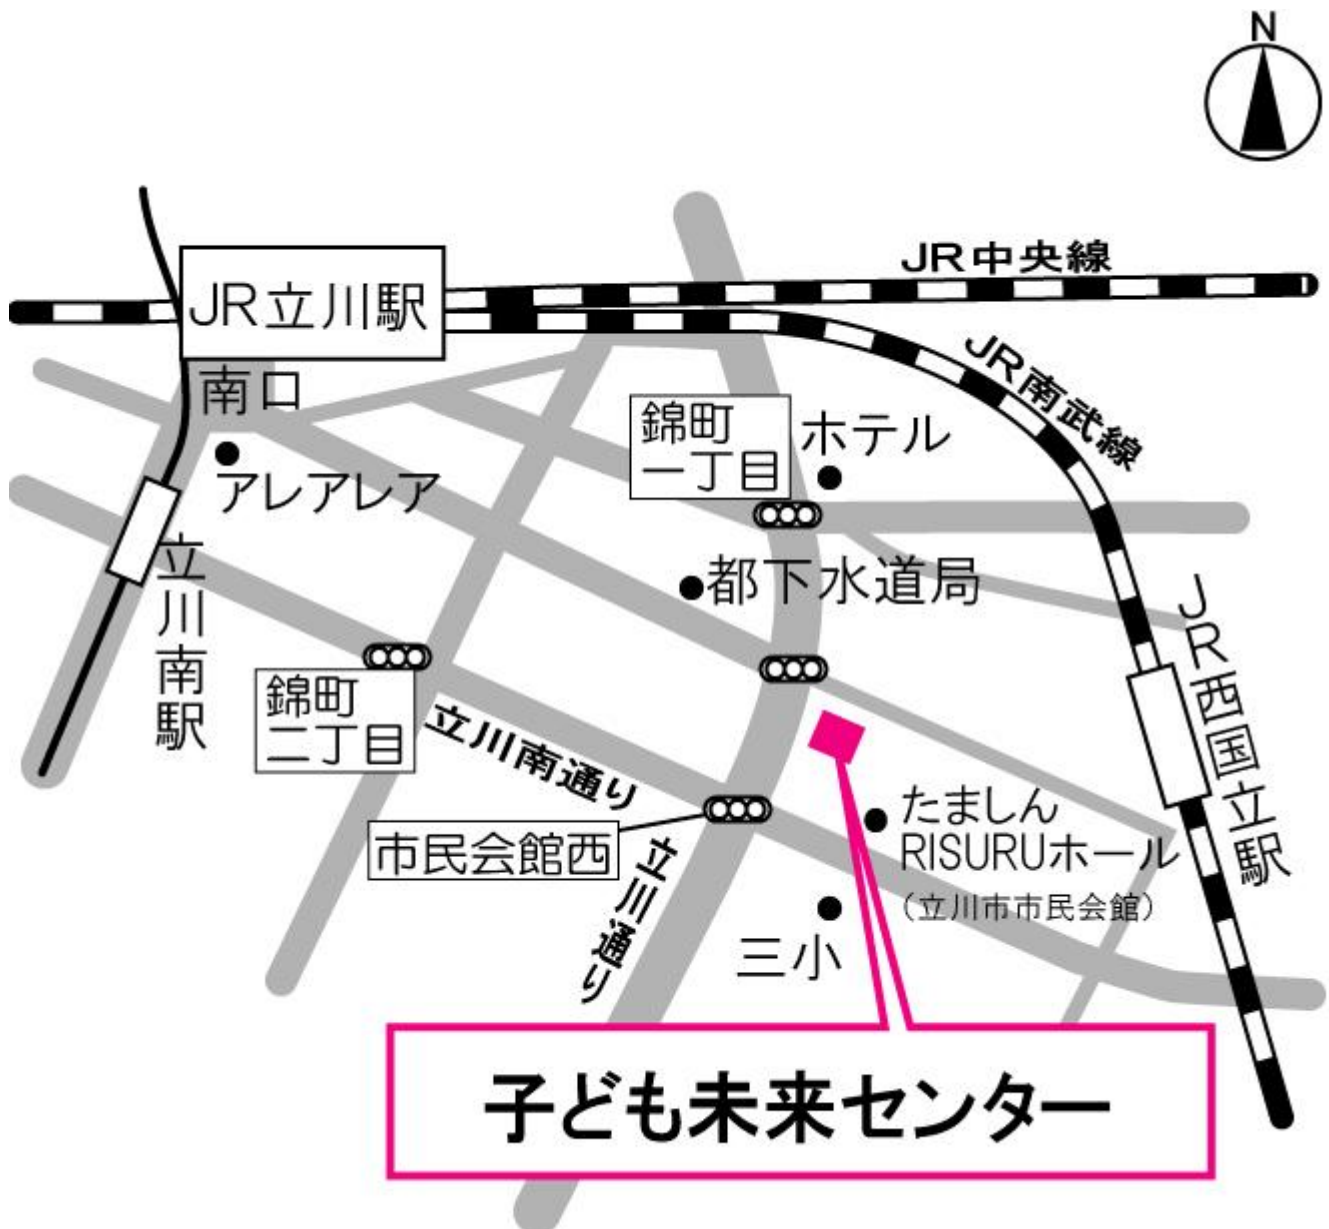 N
JR中央線
JR立川駅
JR南武線
南口
錦町
一丁目
ホテル
アレアレア
立川南駅
都下水道局
JR西国立駅
錦町
二丁目
立川南通り
市民会館西
立川通り
たましん
RISURUホール
(立川市市民会館)
三小
子ども未来センター